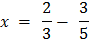 x = 2/3 − 3/5